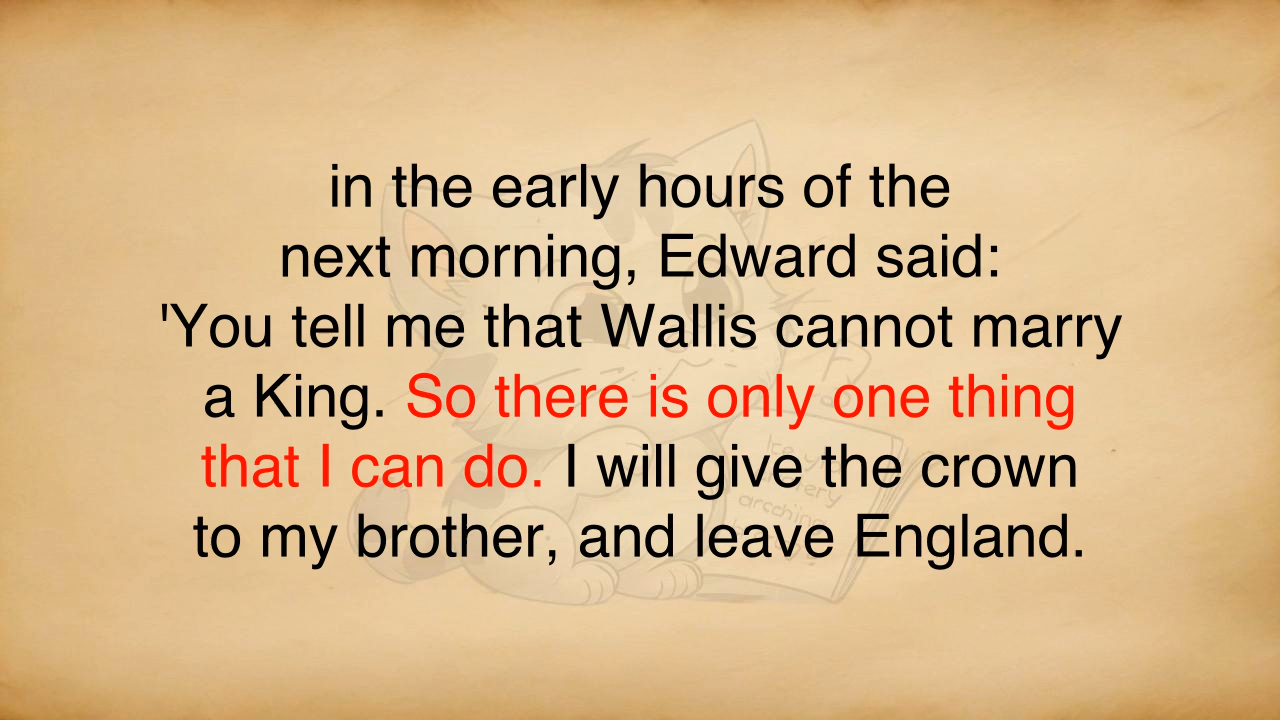 in the early hours of the
next morning, Edward said:
'You tell me that Wallis cannot marry
a King. So there is only one thing
that I can do. I will give the crown
to my brother, and leave England.